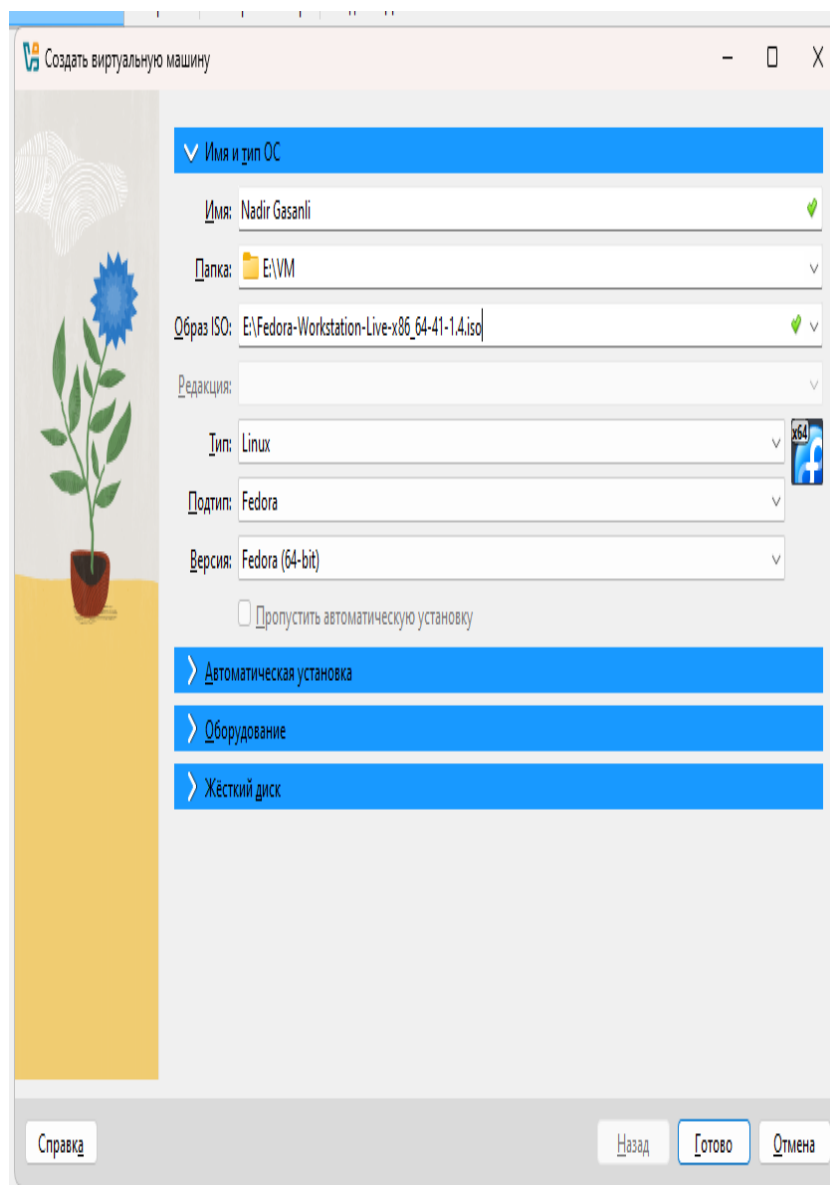 Создать виртуальную машину
Имя и тип ОС
Имя: Nadir Gasanli
Папка: E:\VM
Образ ISO: E:\Fedora-Workstation-Live-x86_64-41-1.4.iso
Редакция:
Тип: Linux
x64
Подтип: Fedora
Версия: Fedora (64-bit)
Пропустить автоматическую установку
Автоматическая установка
Оборудование
Жёсткий диск
Справка Назад Готово Отмена